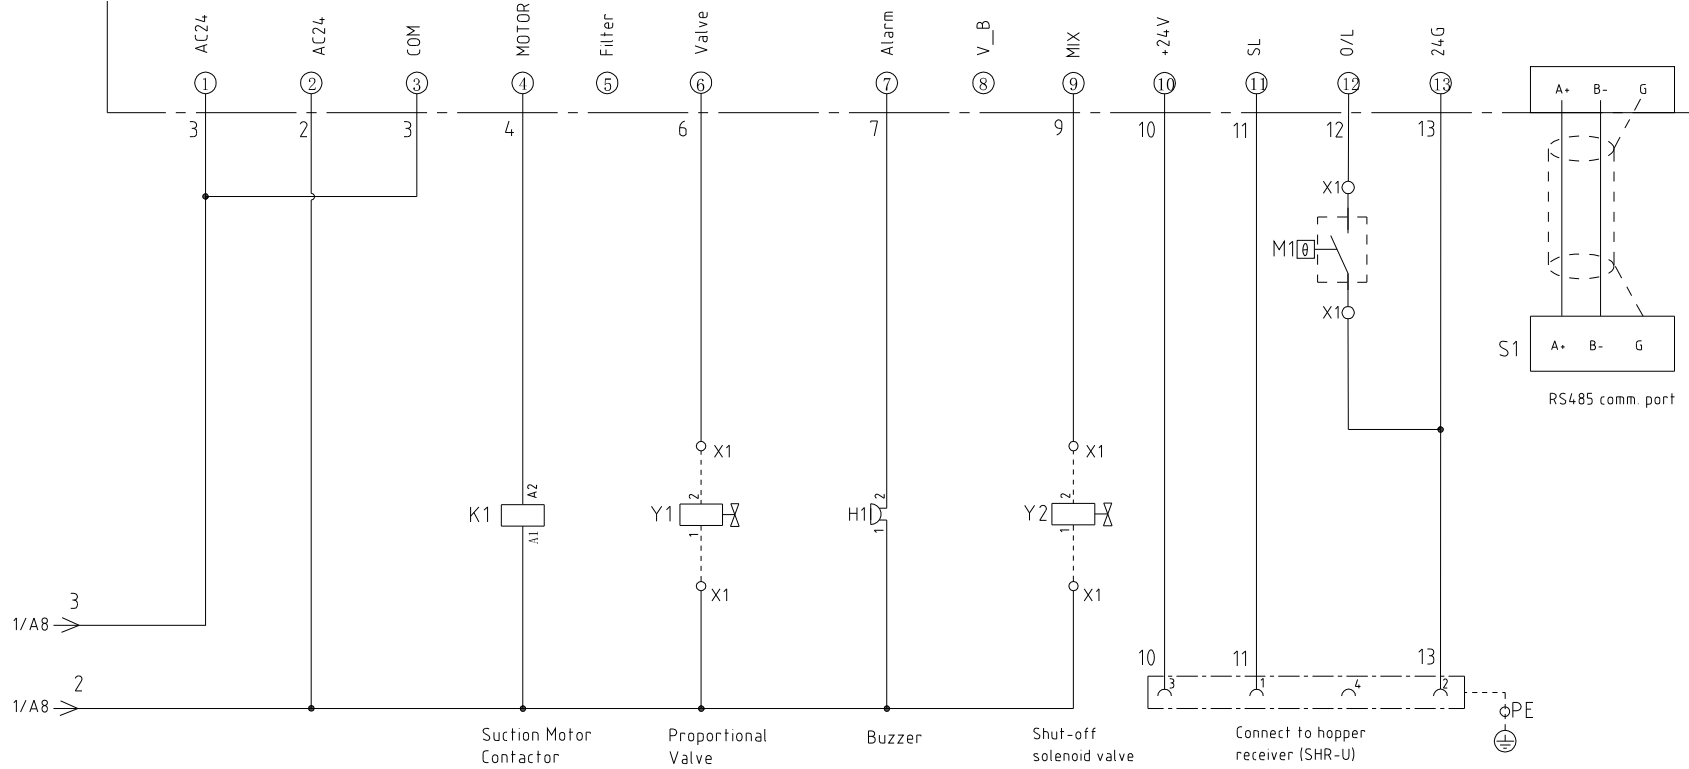 AC24 AC24 COM MOTOR Filter Valve Alarm V_B MIX +24V SL O/L 24G
1 2 3 4 5 6 7 8 9 10 11 12 13
A+ B- G
3 2 3 4 6 7 9 10 11 12 13
X1
M1 θ
X1
S1 A+ B- G
RS485 comm. port
X1 X1
A2 2 2 2
K1 Y1 H1 Y2
A1 1 1 1
X1 X1
3
1/A8
10 11 13
3 1 4 2
2
1/A8
PE
Suction Motor
Contactor
Proportional
Valve
Buzzer
Shut-off
solenoid valve
Connect to hopper
receiver (SHR-U)